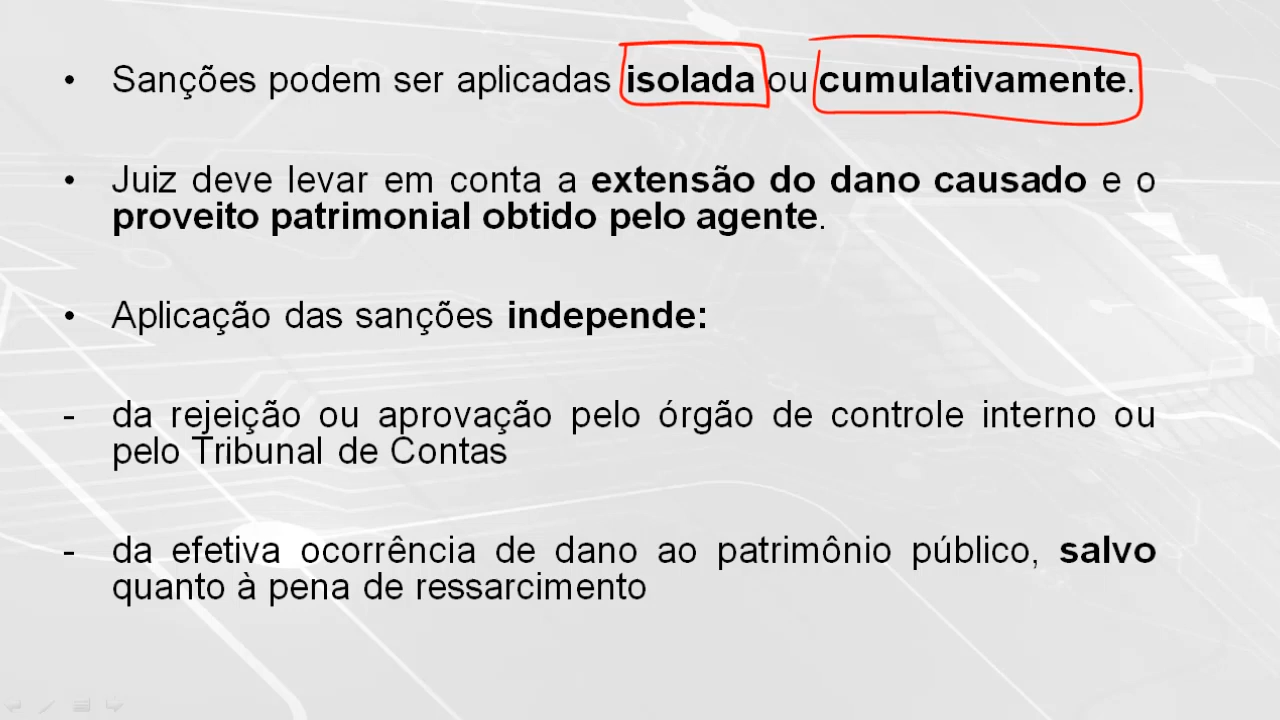 • Sanções podem ser aplicadas isolada ou cumulativamente.
• Juiz deve levar em conta a extensão do dano causado e o
proveito patrimonial obtido pelo agente.
• Aplicação das sanções independe:
- da rejeição ou aprovação pelo órgão de controle interno ou
pelo Tribunal de Contas
- da efetiva ocorrência de dano ao patrimônio público, salvo
quanto à pena de ressarcimento